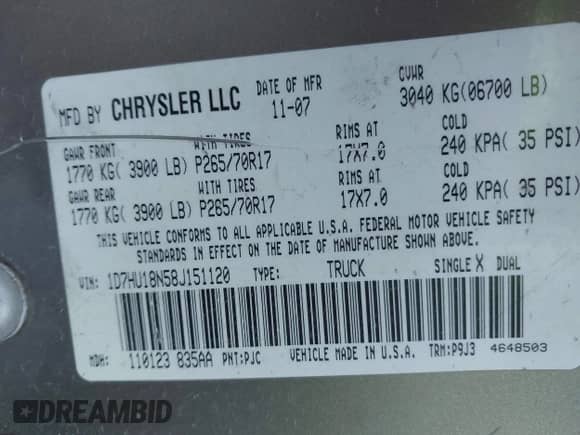 MFD BY CHRYSLER LLC DATE OF MFR 11-07 GVWR 3040 KG(06700 LB)
GAWR FRONT WITH TIRES RIMS AT COLD
1770 KG( 3900 LB) P265/70R17 17X7.0 240 KPA( 35 PSI)
GAWR REAR WITH TIRES RIMS AT COLD
1770 KG( 3900 LB) P265/70R17 17X7.0 240 KPA( 35 PSI)
THIS VEHICLE CONFORMS TO ALL APPLICABLE U.S.A. FEDERAL MOTOR VEHICLE SAFETY
STANDARDS IN EFFECT ON THE DATE OF MANUFACTURE SHOWN ABOVE.
VIN: 1D7HU18N58J151120 TYPE: TRUCK SINGLE X DUAL
MDH: 110123 835AA PNT:PJC VEHICLE MADE IN U.S.A. TRM:P9J3 4648503
DREAMBID